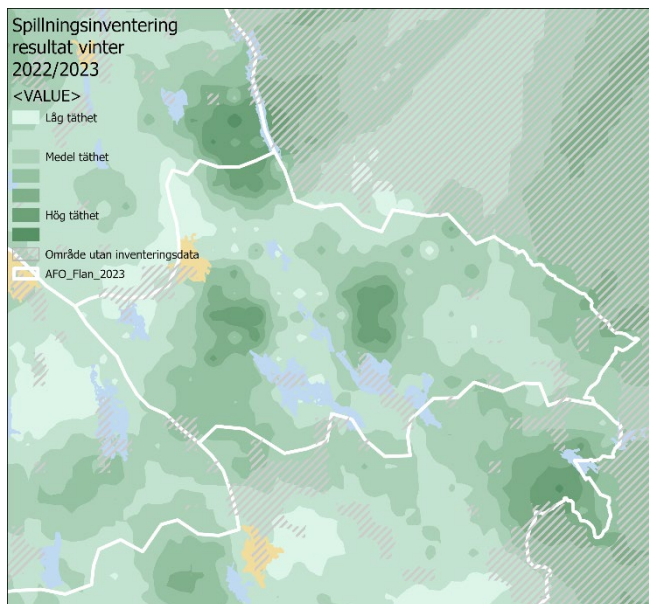 Spillningsinventering
resultat vinter
2022/2023
<VALUE>
Låg täthet
Medel täthet
Hög täthet
Område utan inventeringsdata
AFO_Flan_2023